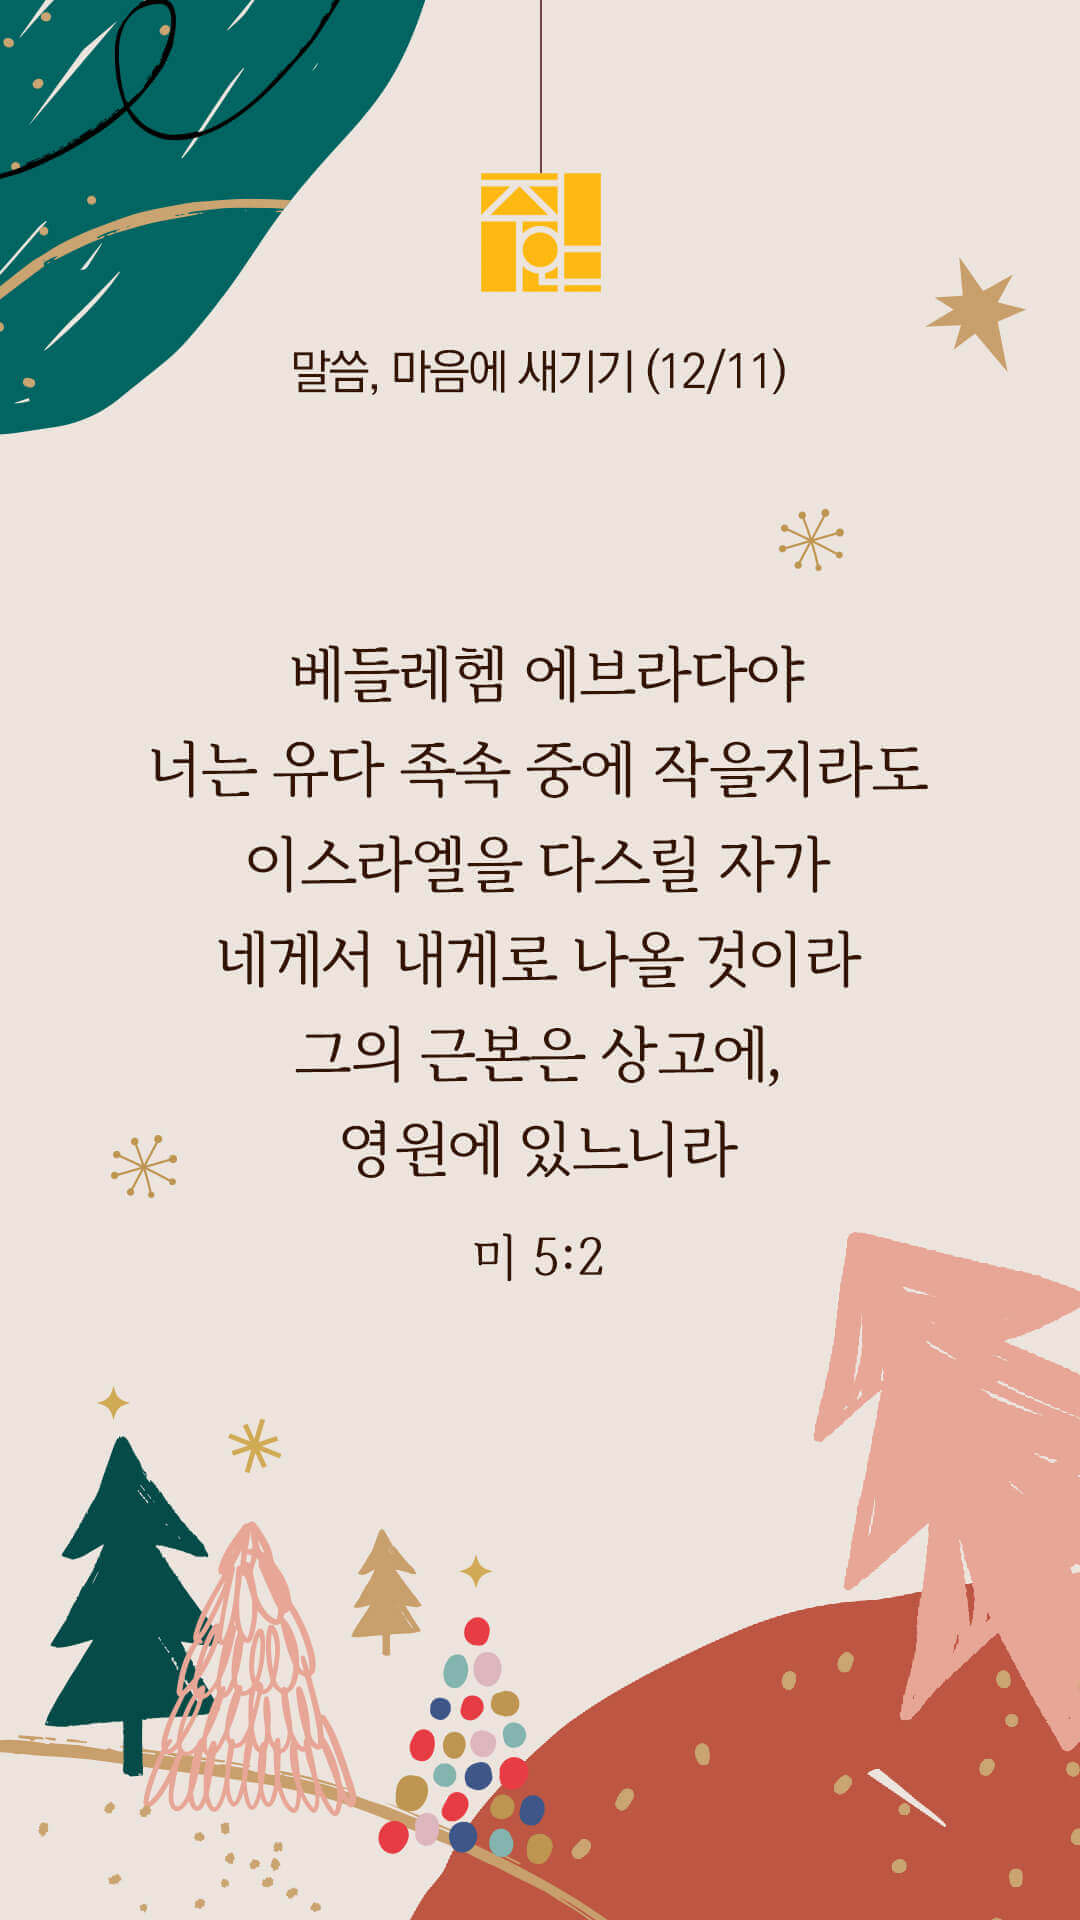 주안
말씀, 마음에 새기기 (12/11)
베들레헴 에브라다야
너는 유다 족속 중에 작을지라도
이스라엘을 다스릴 자가
네게서 내게로 나올 것이라
그의 근본은 상고에,
영원에 있느니라
미 5:2